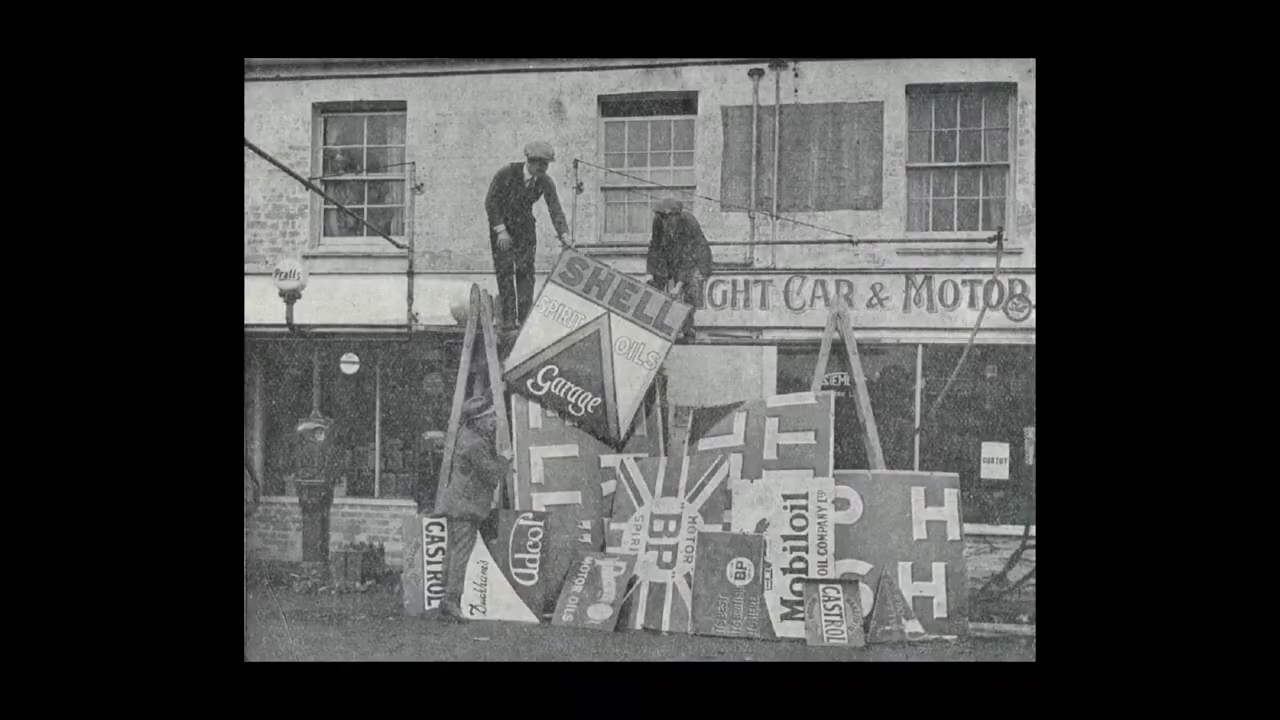 Pratts
IGHT CAR & MOTOR
SHELL
SPIRIT
OILS
Garage
CASTROL
Duckham's
Adcol
MOTOR OILS
"BP"
SPIRIT
MOTOR
BP
Mobiloil
OIL COMPANY LTD
CASTROL
H
H